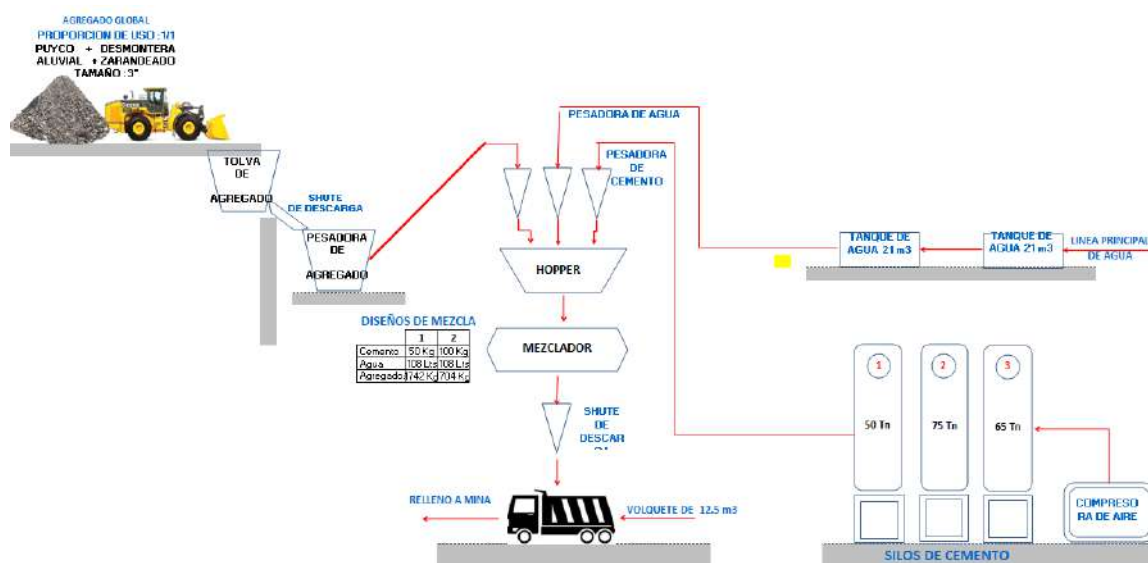 AGREGADO GLOBAL
PROPORCION DE USO :1/1
PUYCO + DESMONTERA
ALUVIAL + ZARANDEADO
TAMAÑO :3"
TOLVA
DE
AGREGADO
SHUTE
DE DESCARGA
PESADORA
DE
AGREGADO
PESADORA DE AGUA
PESADORA
DE
CEMENTO
HOPPER
TANQUE DE
AGUA 21 m3
TANQUE DE
AGUA 21 m3
LINEA PRINCIPAL
DE AGUA
DISEÑOS DE MEZCLA
1 2
Cemento 50 Kg 100 Kg
Agua 108 Lts 108 Lts
Agregado 1742 Kg 1704 Kg
MEZCLADOR
SHUTE
DE
DESCAR
RELLENO A MINA
VOLQUETE DE 12.5 m3
1
50 Tn
2
75 Tn
3
65 Tn
COMPRESO
RA DE AIRE
SILOS DE CEMENTO